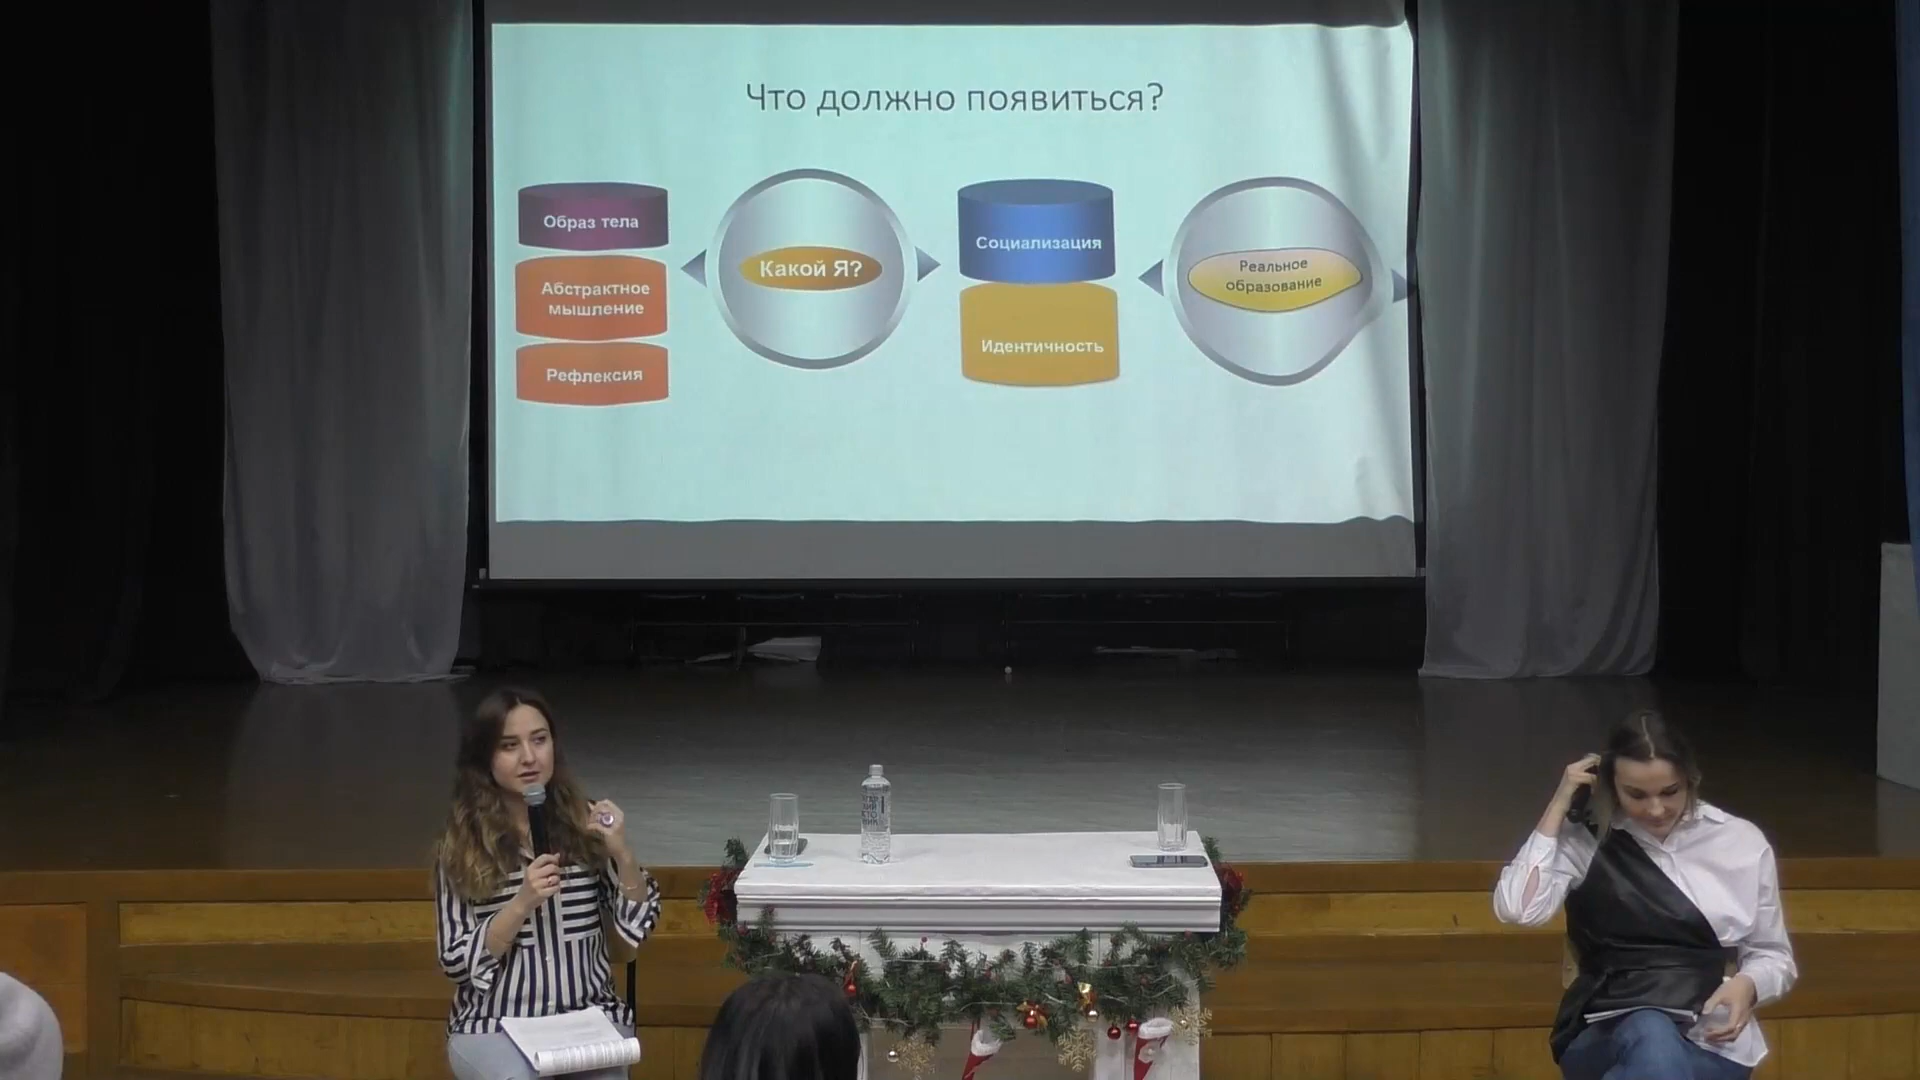 Что должно появиться?
Образ тела
Абстрактное
мышление
Рефлексия
Какой Я?
Социализация
Идентичность
Реальное
образование